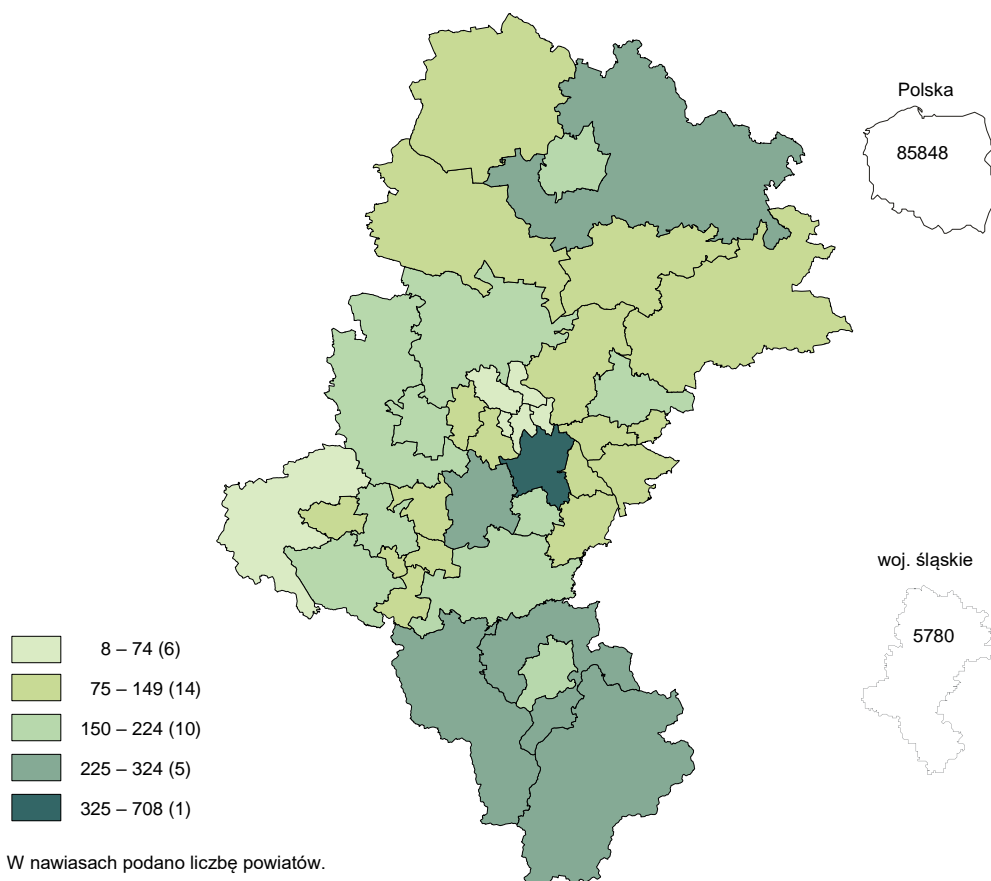 Polska
85848
woj. śląskie
5780
8 – 74 (6)
75 – 149 (14)
150 – 224 (10)
225 – 324 (5)
325 – 708 (1)
W nawiasach podano liczbę powiatów.